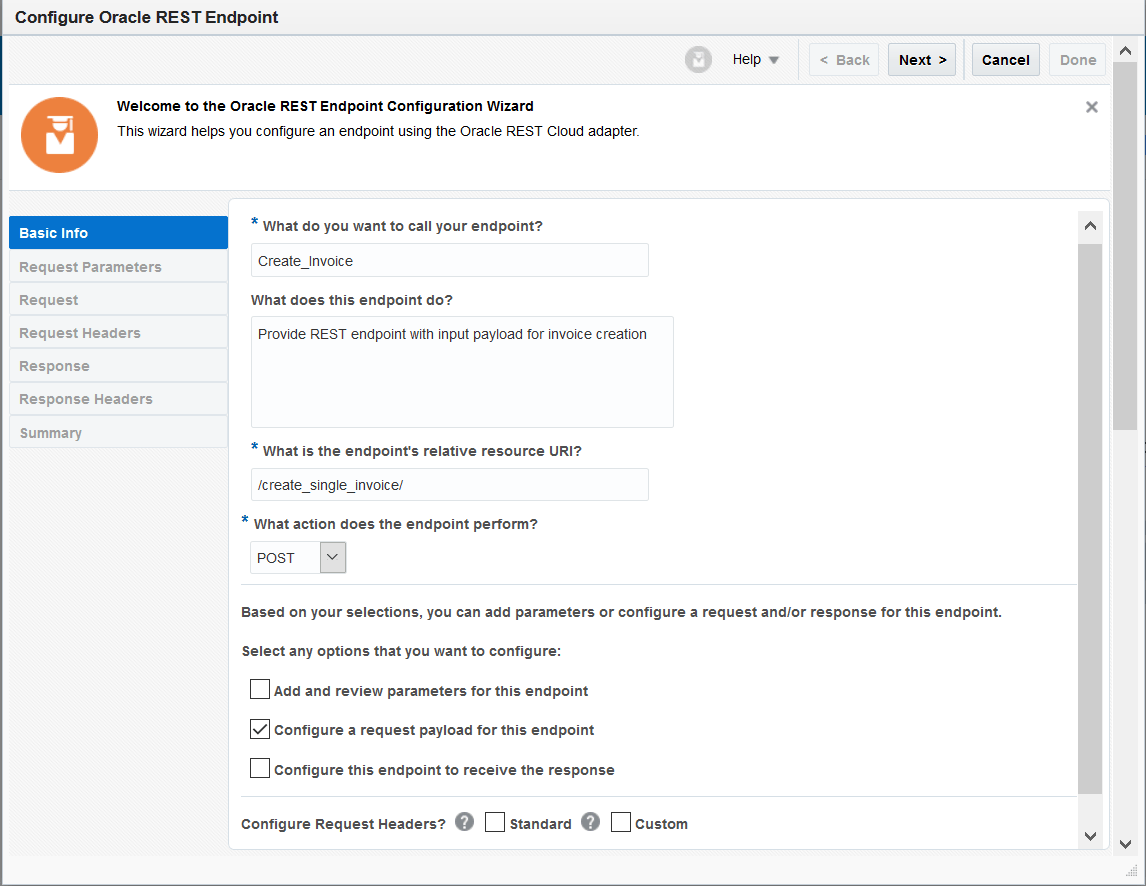 Configure Oracle REST Endpoint
Help
< Back
Next >
Cancel
Done
Welcome to the Oracle REST Endpoint Configuration Wizard
This wizard helps you configure an endpoint using the Oracle REST Cloud adapter.
Basic Info
Request Parameters
Request
Request Headers
Response
Response Headers
Summary
* What do you want to call your endpoint?
Create_Invoice
What does this endpoint do?
Provide REST endpoint with input payload for invoice creation
* What is the endpoint's relative resource URI?
/create_single_invoice/
* What action does the endpoint perform?
POST
Based on your selections, you can add parameters or configure a request and/or response for this endpoint.
Select any options that you want to configure:
Add and review parameters for this endpoint
Configure a request payload for this endpoint
Configure this endpoint to receive the response
Configure Request Headers? ? Standard ? Custom